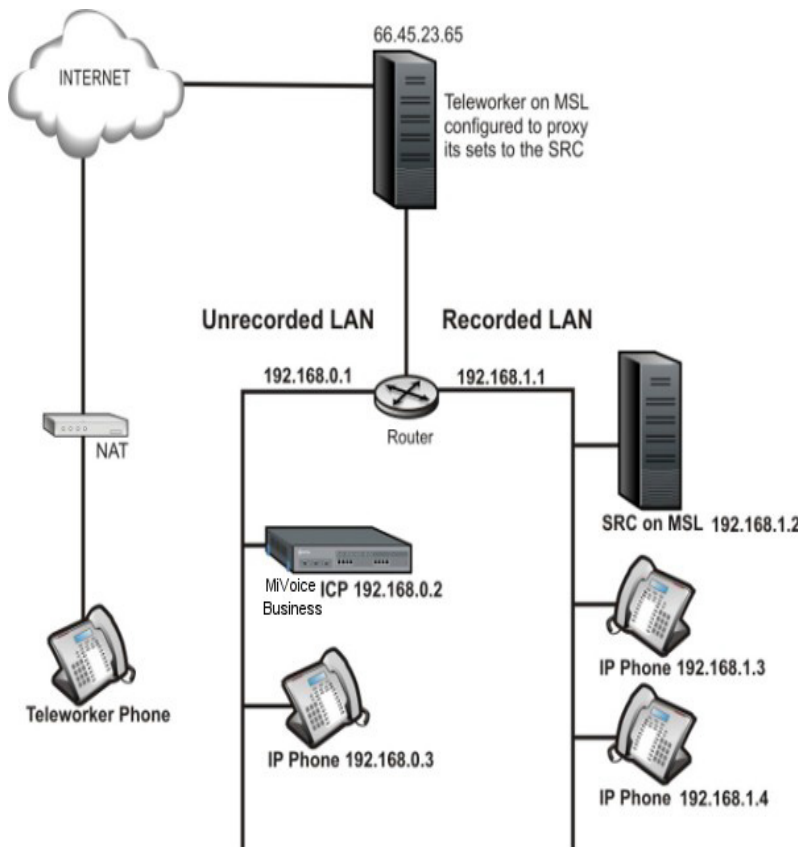 66.45.23.65
INTERNET
Teleworker on MSL
configured to proxy
its sets to the SRC
Unrecorded LAN
Recorded LAN
192.168.0.1
192.168.1.1
Router
NAT
SRC on MSL 192.168.1.2
MiVoice ICP 192.168.0.2
Business
IP Phone 192.168.1.3
Teleworker Phone
IP Phone 192.168.0.3
IP Phone 192.168.1.4